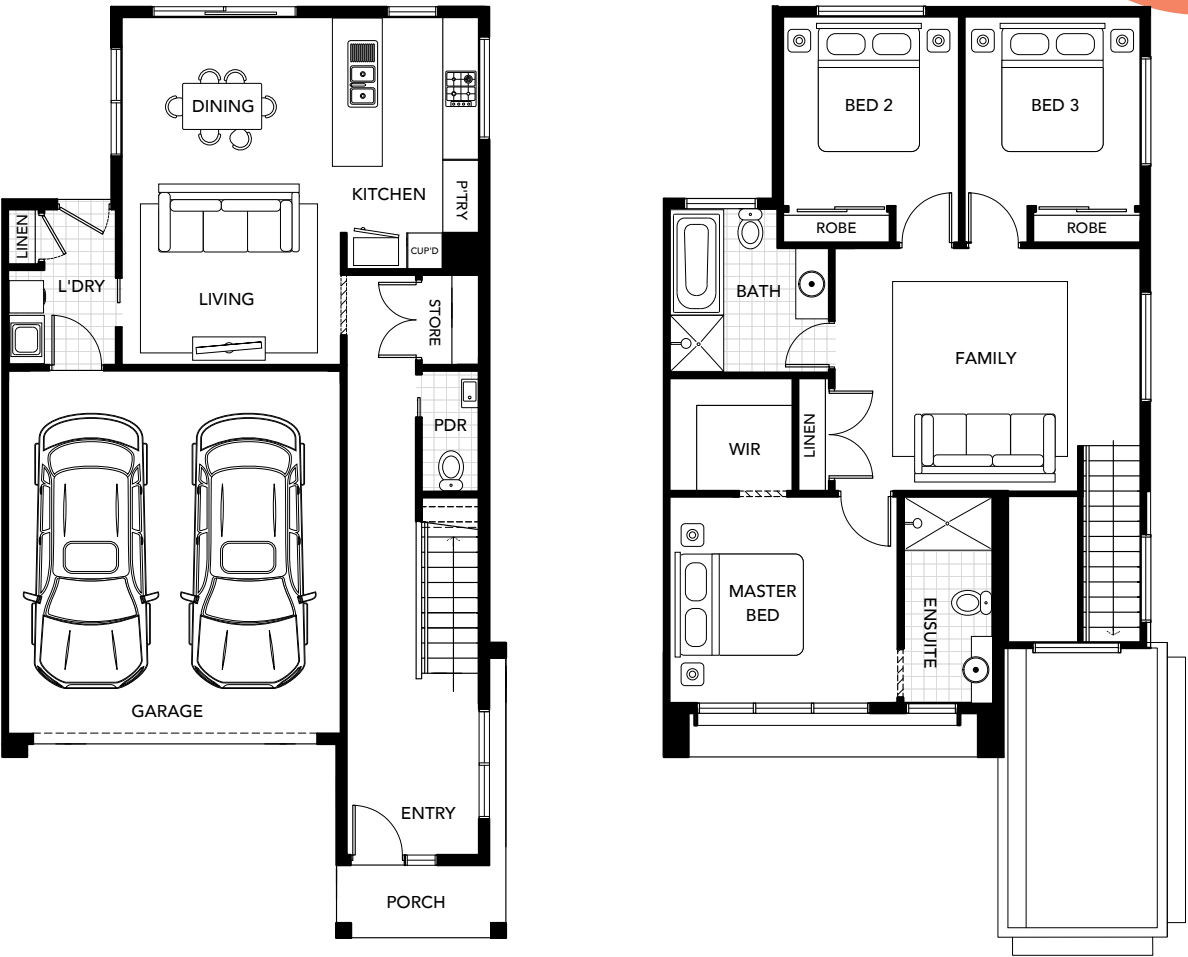 DINING
KITCHEN
P'TRY
LINEN
CUP'D
L'DRY
LIVING
STORE
PDR
GARAGE
ENTRY
PORCH
BED 2
BED 3
ROBE
ROBE
BATH
FAMILY
WIR
LINEN
MASTER
BED
ENSUITE